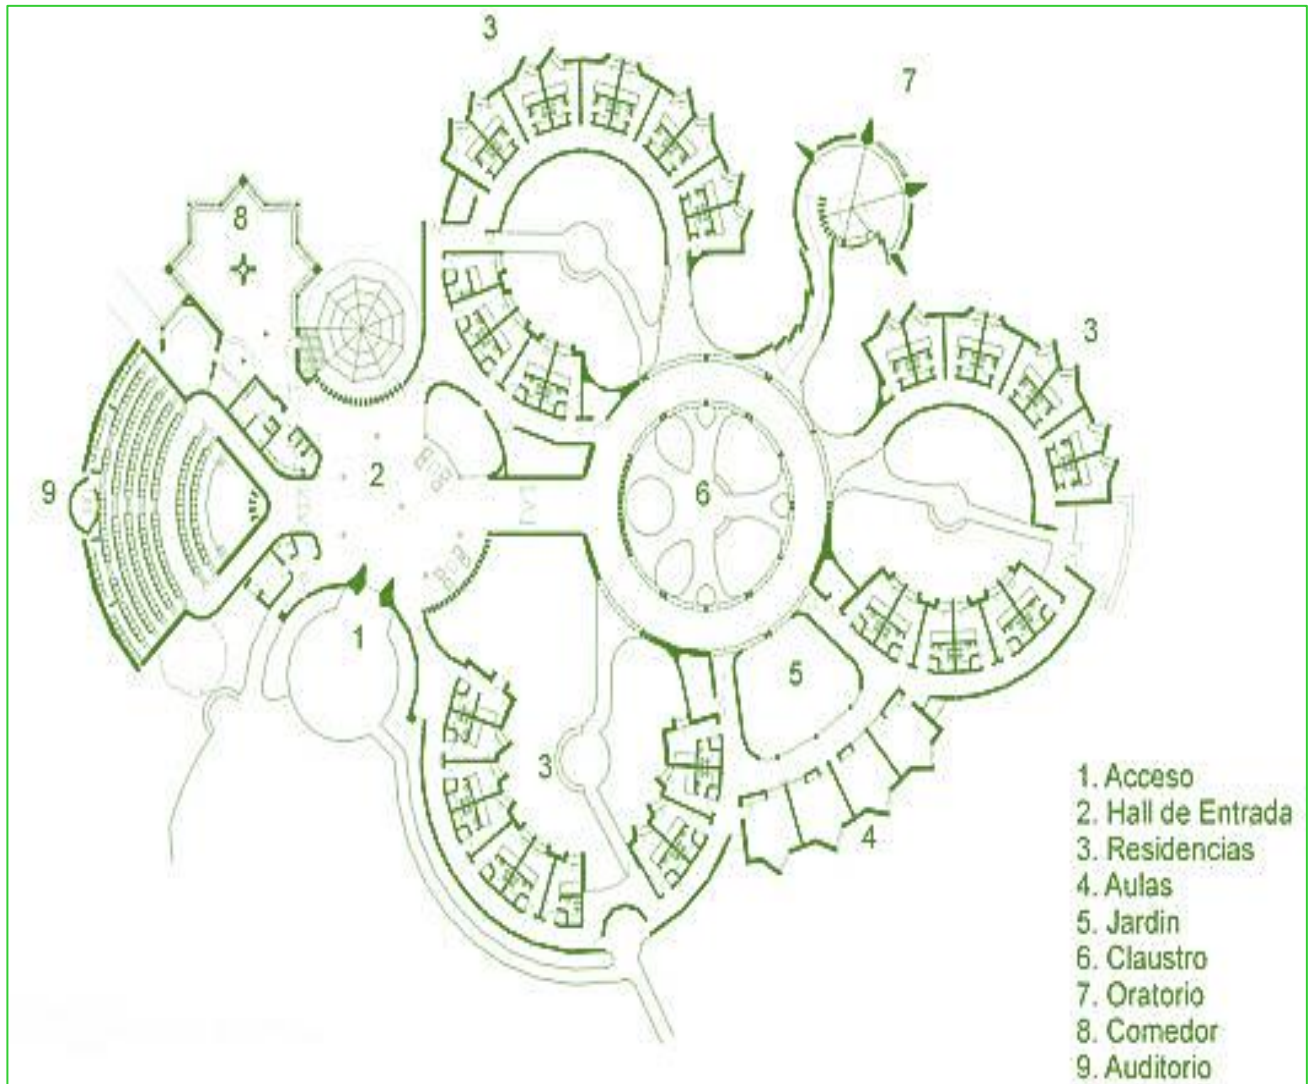 3
7
8
3
9
2
6
1
5
3
4
1. Acceso
2. Hall de Entrada
3. Residencias
4. Aulas
5. Jardin
6. Claustro
7. Oratorio
8. Comedor
9. Auditorio